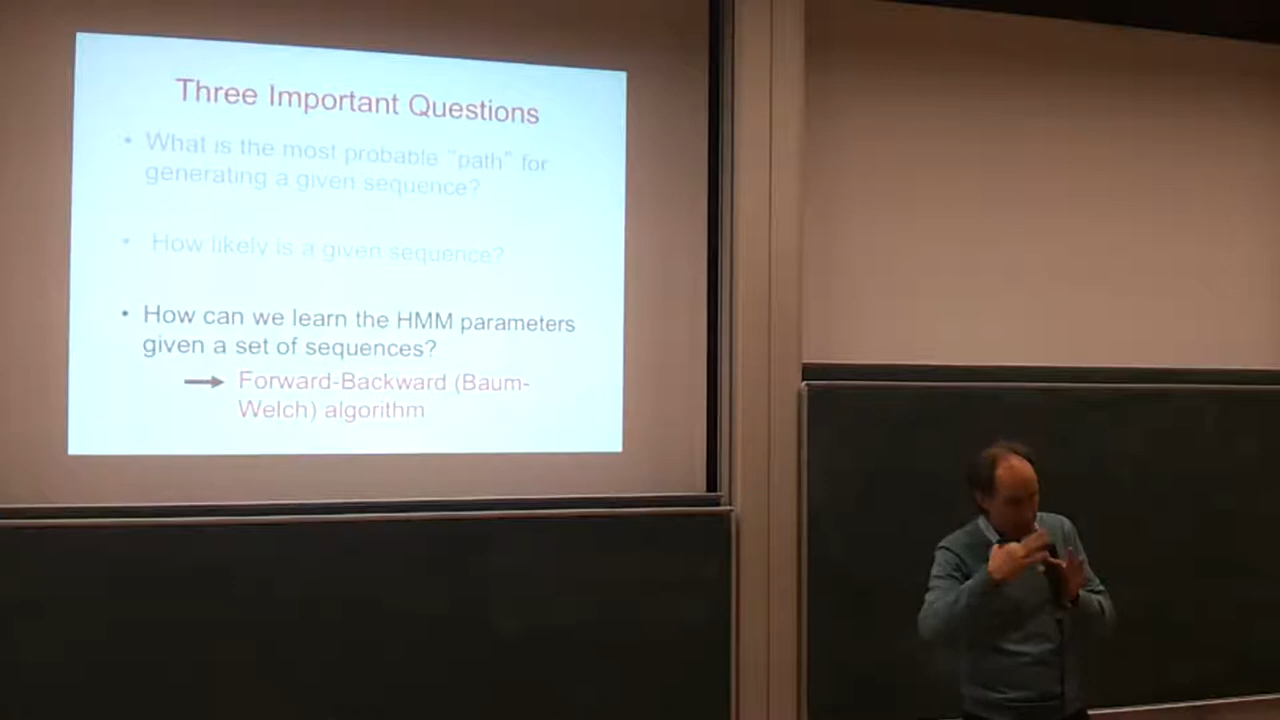 Three Important Questions
• What is the most probable "path" for
generating a given sequence?
• How likely is a given sequence?
• How can we learn the HMM parameters
given a set of sequences?
Forward-Backward (Baum-
Welch) algorithm